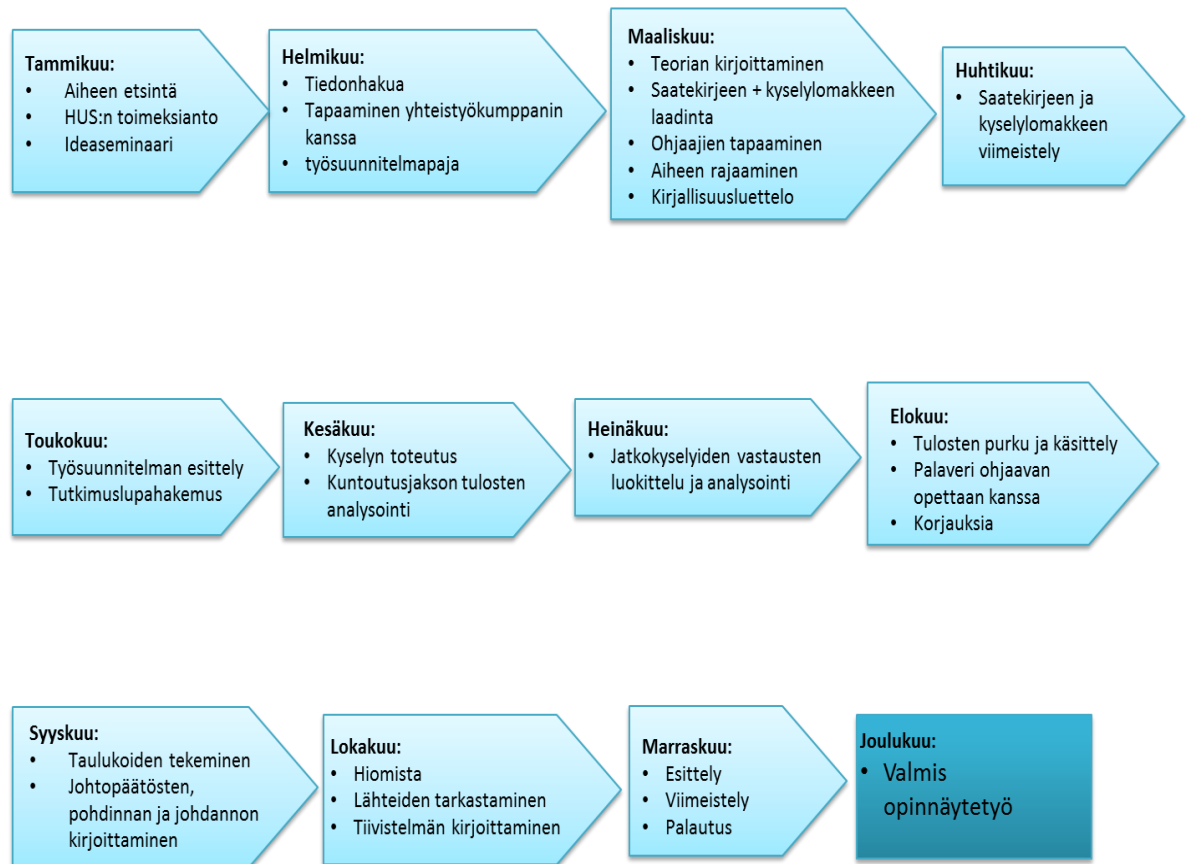 Tammikuu:
• Aiheen etsintä
• HUS:n toimeksianto
• Ideaseminaari
Helmikuu:
• Tiedonhakua
• Tapaaminen yhteistyökumppanin
kanssa
• työsuunnitelmapaja
Maaliskuu:
• Teorian kirjoittaminen
• Saatekirjeen + kyselylomakkeen
laadinta
• Ohjaajien tapaaminen
• Aiheen rajaaminen
• Kirjallisuusluettelo
Huhtikuu:
• Saatekirjeen ja
kyselylomakkeen
viimeistely
Toukokuu:
• Työsuunnitelman esittely
• Tutkimuslupahakemus
Kesäkuu:
• Kyselyn toteutus
• Kuntoutusjakson tulosten
analysointi
Heinäkuu:
• Jatkokyselyiden vastausten
luokittelu ja analysointi
Elokuu:
• Tulosten purku ja käsittely
• Palaveri ohjaavan
opettaan kanssa
• Korjauksia
Syyskuu:
• Taulukoiden tekeminen
• Johtopäätösten,
pohdinnan ja johdannon
kirjoittaminen
Lokakuu:
• Hiomista
• Lähteiden tarkastaminen
• Tiivistelmän kirjoittaminen
Marraskuu:
• Esittely
• Viimeistely
• Palautus
Joulukuu:
• Valmis
opinnäytetyö